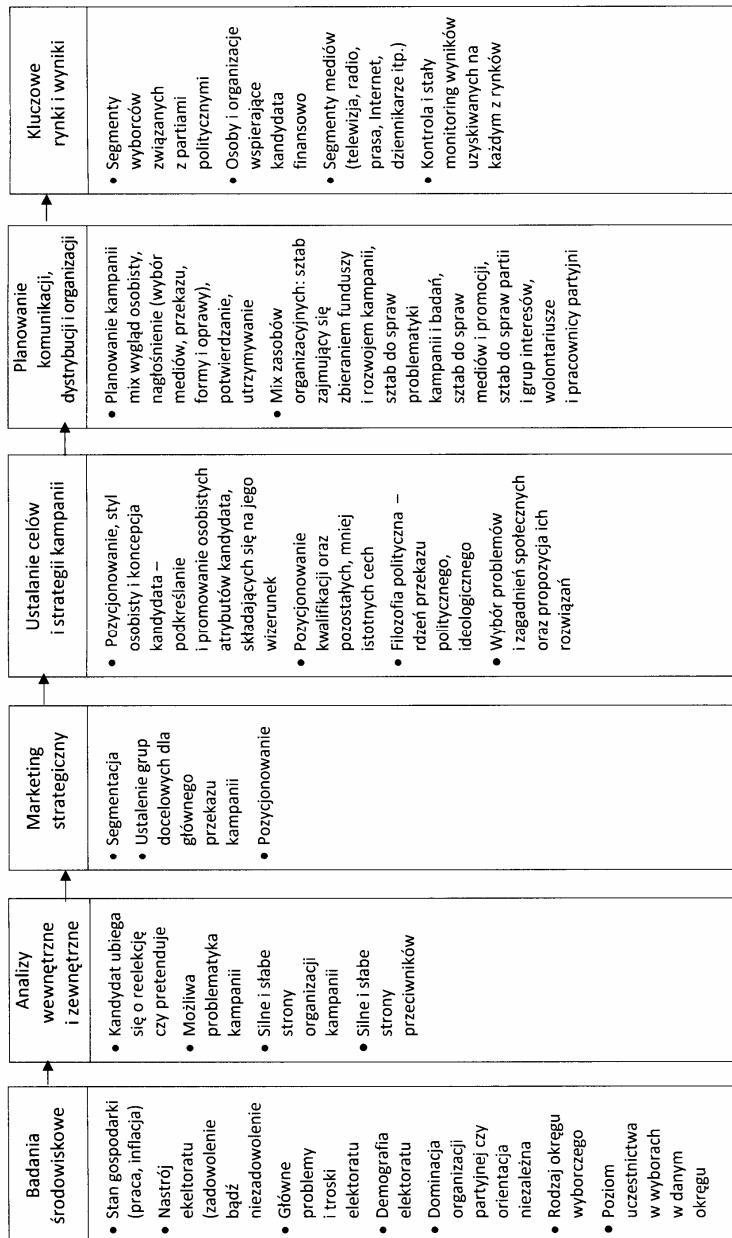 Badania
środowiskowe
• Stan gospodarki
(praca, inflacja)
• Nastrój
ekeltoratu
(zadowolenie
bądź
niezadowolenie
• Główne
problemy
i troski
elektoratu
• Demografia
elektoratu
• Dominacja
organizacji
partyjnej czy
orientacja
niezależna
• Rodzaj okręgu
wyborczego
• Poziom
uczestnictwa
w wyborach
w danym
okręgu
Analizy
wewnętrzne
i zewnętrzne
• Kandydat ubiega
się o reelekcję
czy pretenduje
• Możliwa
problematyka
kampanii
• Silne i słabe
strony
organizacji
kampanii
• Silne i słabe
strony
przeciwników
Marketing
strategiczny
• Segmentacja
• Ustalenie grup
docelowych dla
głównego
przekazu
kampanii
• Pozycjonowanie
Ustalanie celów
i strategii kampanii
• Pozycjonowanie, styl
osobisty i koncepcja
kandydata –
podkreślanie
i promowanie osobistych
atrybutów kandydata,
składających się na jego
wizerunek
• Pozycjonowanie
kwalifikacji oraz
pozostałych, mniej
istotnych cech
• Filozofia polityczna –
rdzeń przekazu
politycznego,
ideologicznego
• Wybór problemów
i zagadnień społecznych
oraz propozycja ich
rozwiązań
Planowanie
komunikacji,
dystrybucji i organizacji
• Planowanie kampanii
mix wygląd osobisty,
nagłośnienie (wybór
mediów, przekazu,
formy i oprawy),
potwierdzanie,
utrzymywanie
• Mix zasobów
organizacyjnych: sztab
zajmujący się
zbieraniem funduszy
i rozwojem kampanii,
sztab do spraw
problematyki
kampanii i badań,
sztab do spraw
mediów i promocji,
sztab do spraw partii
i grup interesów,
wolontariusze
i pracownicy partyjni
Kluczowe
rynki i wyniki
• Segmenty
wyborców
związanych
z partiami
politycznymi
• Osoby i organizacje
wspierające
kandydata
finansowo
• Segmenty mediów
(telewizja, radio,
prasa, Internet,
dziennikarze itp.)
• Kontrola i stały
monitoring wyników
uzyskiwanych na
każdym z rynków